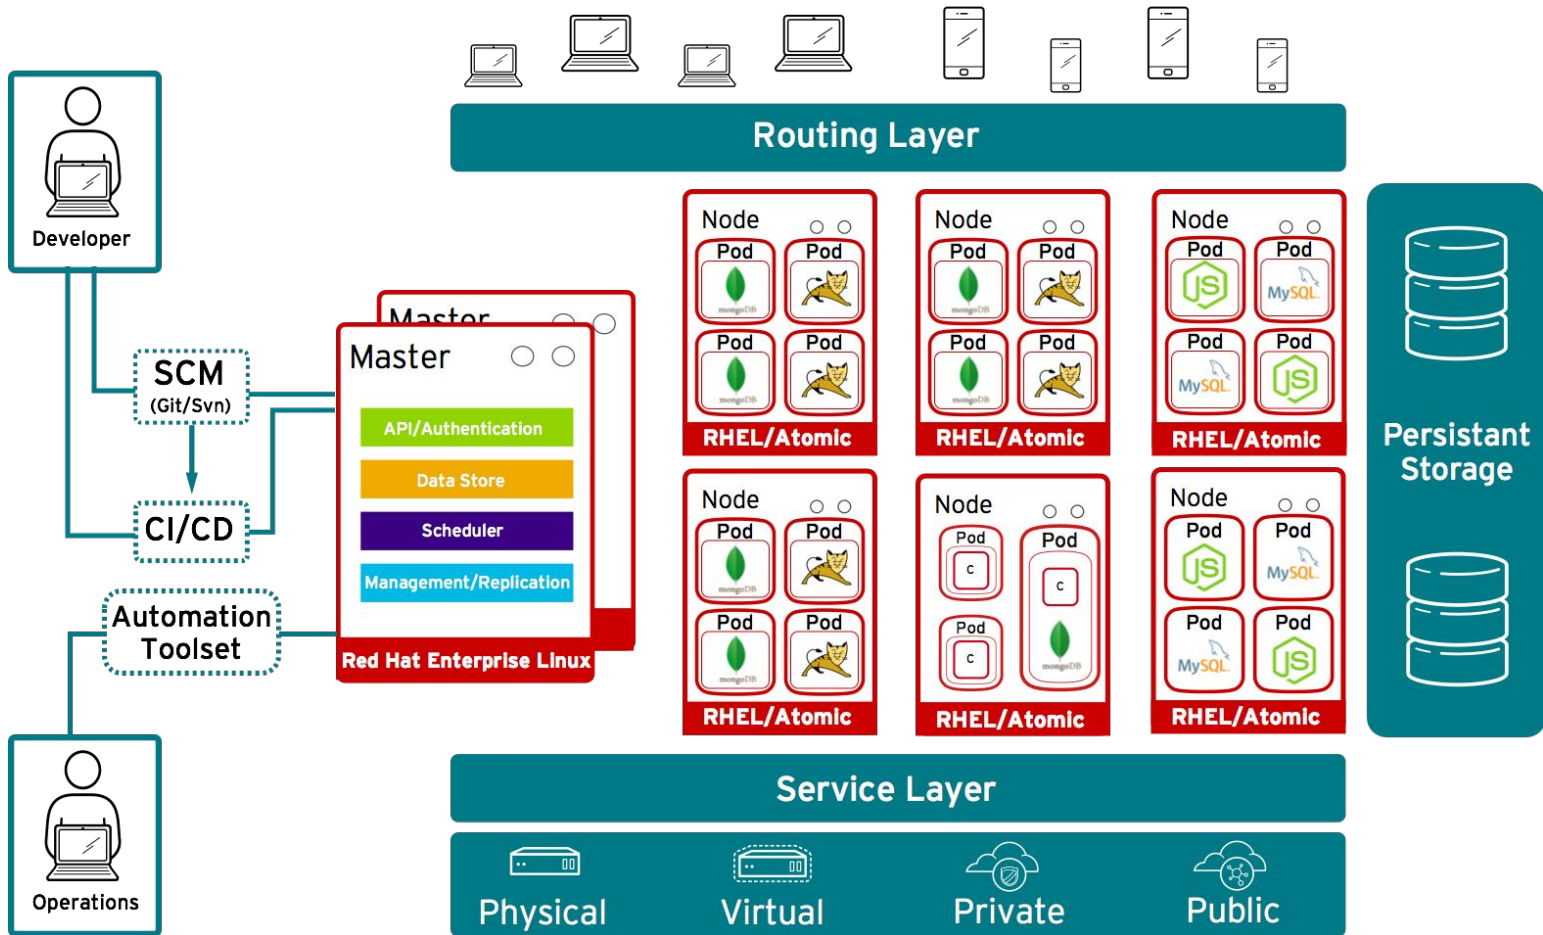 Routing Layer
Developer
SCM
(Git/Svn)
CI/CD
Automation
Toolset
Operations
Master
Master
API/Authentication
Data Store
Scheduler
Management/Replication
Red Hat Enterprise Linux
Node
Pod
mongoDB
Pod
Pod
mongoDB
Pod
RHEL/Atomic
Node
Pod
mongoDB
Pod
Pod
mongoDB
Pod
RHEL/Atomic
Node
Pod
JS
Pod
MySQL
Pod
MySQL
Pod
JS
RHEL/Atomic
Node
Pod
mongoDB
Pod
Pod
mongoDB
Pod
RHEL/Atomic
Node
Pod
c
Pod
c
Pod
c
mongoDB
RHEL/Atomic
Node
Pod
JS
Pod
MySQL
Pod
MySQL
Pod
JS
RHEL/Atomic
Persistant
Storage
Service Layer
Physical
Virtual
Private
Public